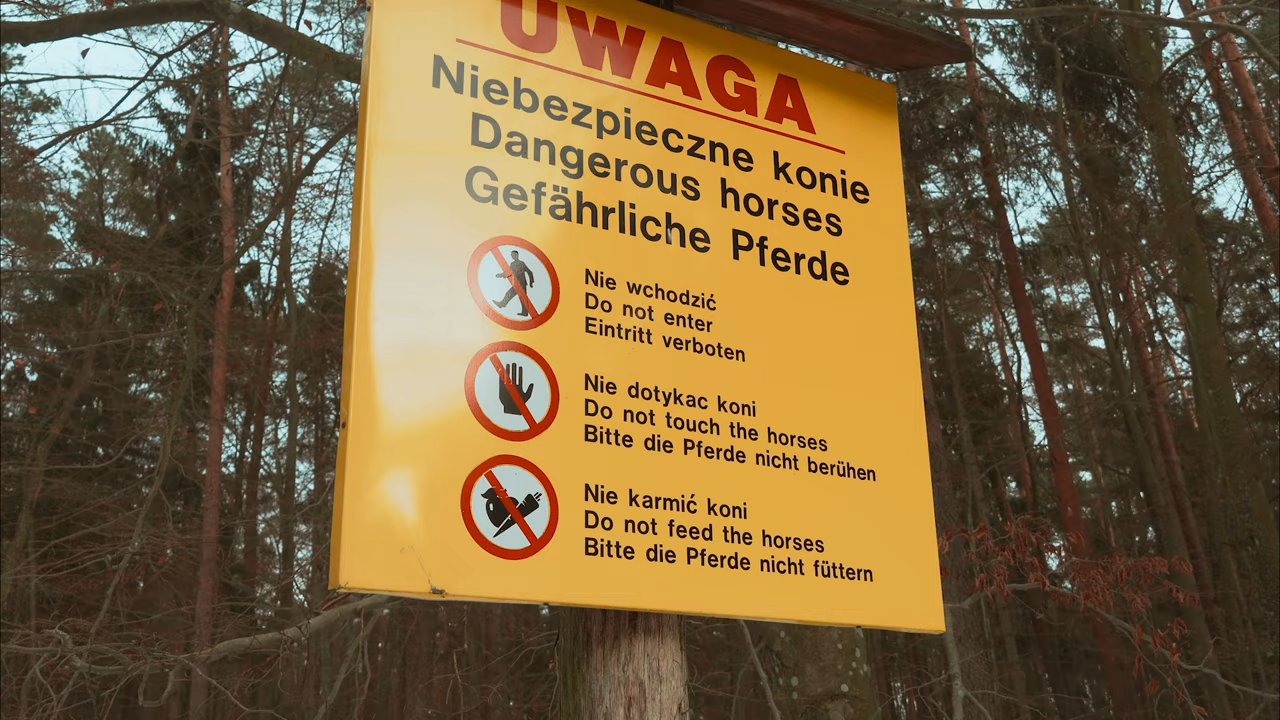 UWAGA
Niebezpieczne konie
Dangerous horses
Gefährliche Pferde
Nie wchodzić
Do not enter
Eintritt verboten
Nie dotykac koni
Do not touch the horses
Bitte die Pferde nicht berühen
Nie karmić koni
Do not feed the horses
Bitte die Pferde nicht füttern